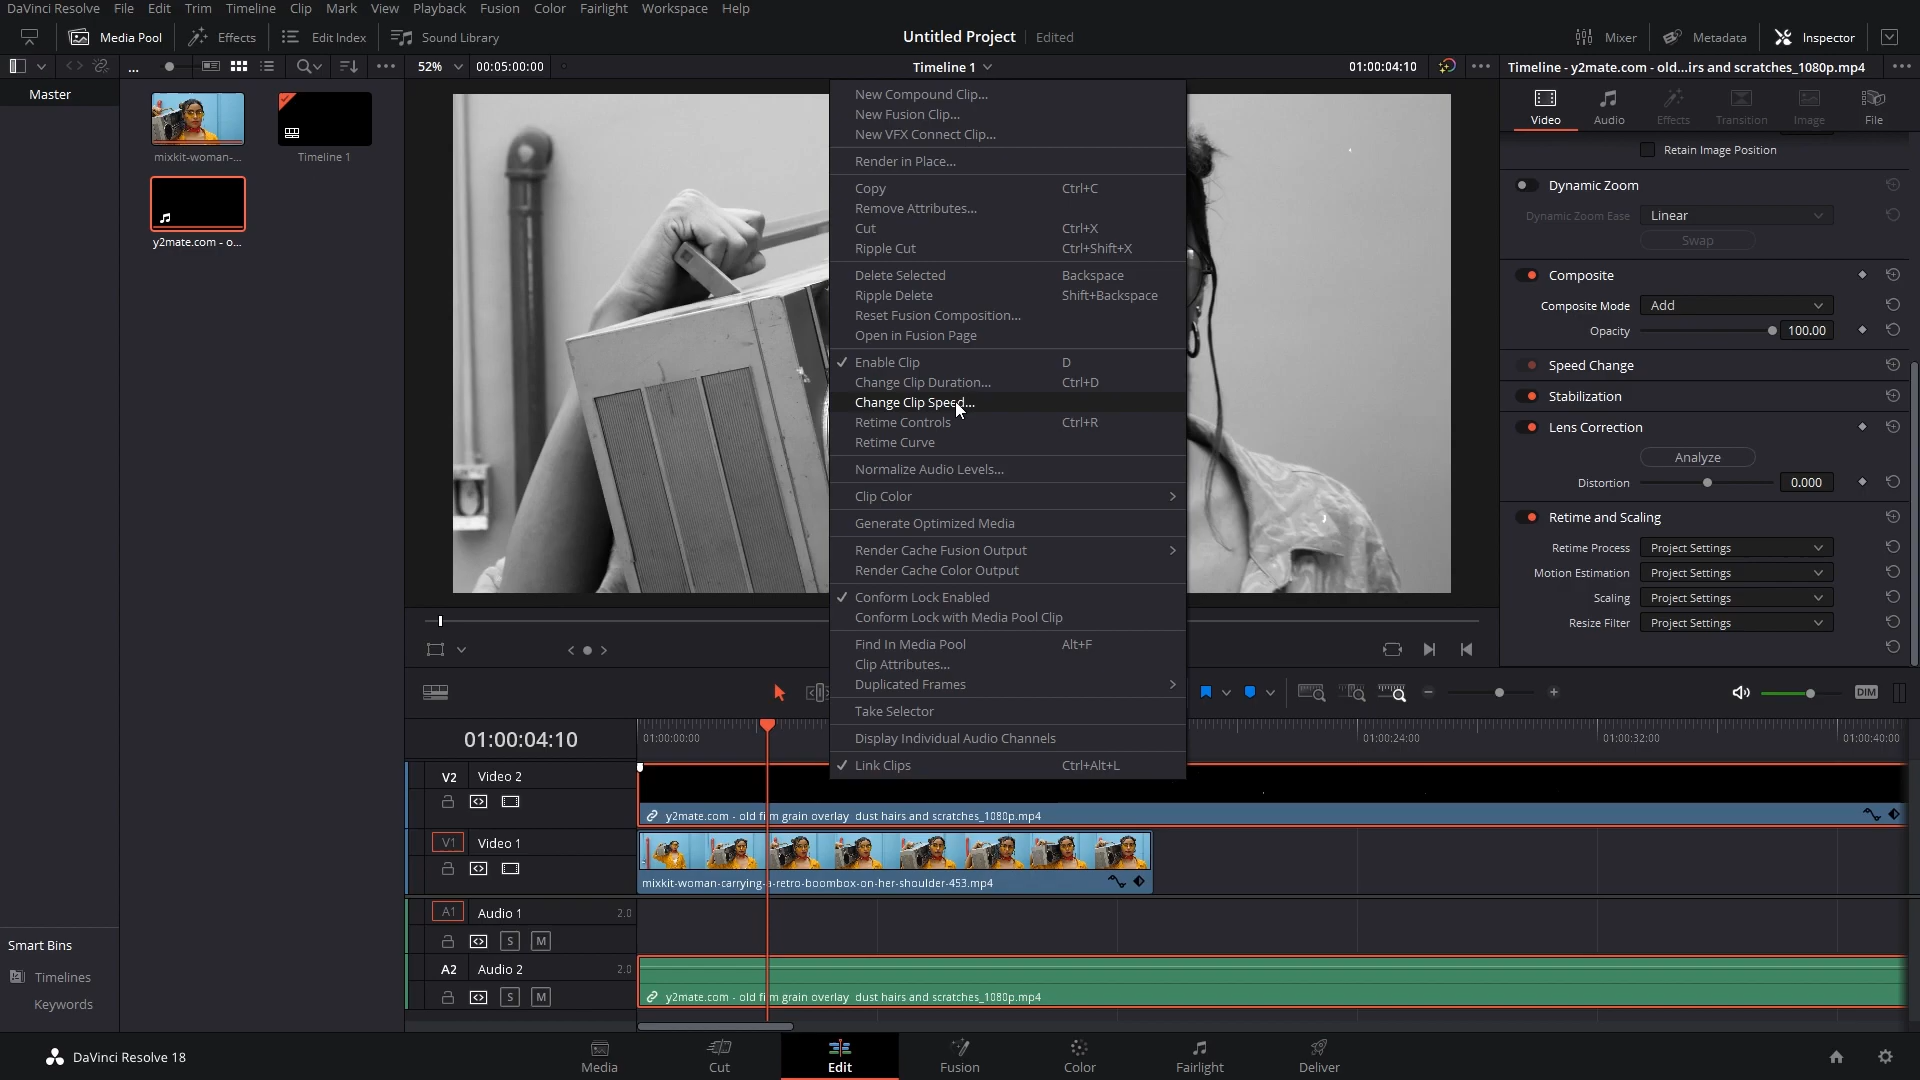 DaVinci Resolve File Edit Trim Timeline Clip Mark View Playback Fusion Color Fairlight Workspace Help
Media Pool Effects Edit Index Sound Library Untitled Project Edited Mixer Metadata Inspector
52% 00:05:00:00 Timeline 1 01:00:04:10 Timeline - y2mate.com - old...irs and scratches_1080p.mp4
Master
mixkit-woman-...
Timeline 1
y2mate.com - o...
Smart Bins
Timelines
Keywords
New Compound Clip...
New Fusion Clip...
New VFX Connect Clip...
Render in Place...
Copy Ctrl+C
Remove Attributes...
Cut Ctrl+X
Ripple Cut Ctrl+Shift+X
Delete Selected Backspace
Ripple Delete Shift+Backspace
Reset Fusion Composition...
Open in Fusion Page
Enable Clip D
Change Clip Duration... Ctrl+D
Change Clip Speed...
Retime Controls Ctrl+R
Retime Curve
Normalize Audio Levels...
Clip Color
Generate Optimized Media
Render Cache Fusion Output
Render Cache Color Output
Conform Lock Enabled
Conform Lock with Media Pool Clip
Find In Media Pool Alt+F
Clip Attributes...
Duplicated Frames
Take Selector
Display Individual Audio Channels
Link Clips Ctrl+Alt+L
Video Audio Effects Transition Image File
Retain Image Position
Dynamic Zoom
Dynamic Zoom Ease Linear
Swap
Composite
Composite Mode Add
Opacity 100.00
Speed Change
Stabilization
Lens Correction
Analyze
Distortion 0.000
Retime and Scaling
Retime Process Project Settings
Motion Estimation Project Settings
Scaling Project Settings
Resize Filter Project Settings
DIM
01:00:04:10 01:00:00:00 01:00:24:00 01:00:32:00 01:00:40:00
V2 Video 2
y2mate.com - old film grain overlay dust hairs and scratches_1080p.mp4
V1 Video 1
mixkit-woman-carrying-a-retro-boombox-on-her-shoulder-453.mp4
A1 Audio 1 2.0
S M
A2 Audio 2 2.0
S M
y2mate.com - old film grain overlay dust hairs and scratches_1080p.mp4
DaVinci Resolve 18
Media Cut Edit Fusion Color Fairlight Deliver